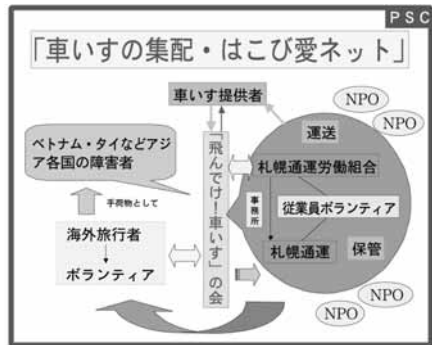 PSC
「車いすの集配・はこび愛ネット」
車いす提供者
NPO
NPO
運送
ベトナム・タイなどアジ
ア各国の障害者
「飛んでけ!車いす」の会
札幌通運労働組合
手荷物として
事務所
従業員ボランティア
海外旅行者
ボランティア
札幌通運
保管
NPO
NPO